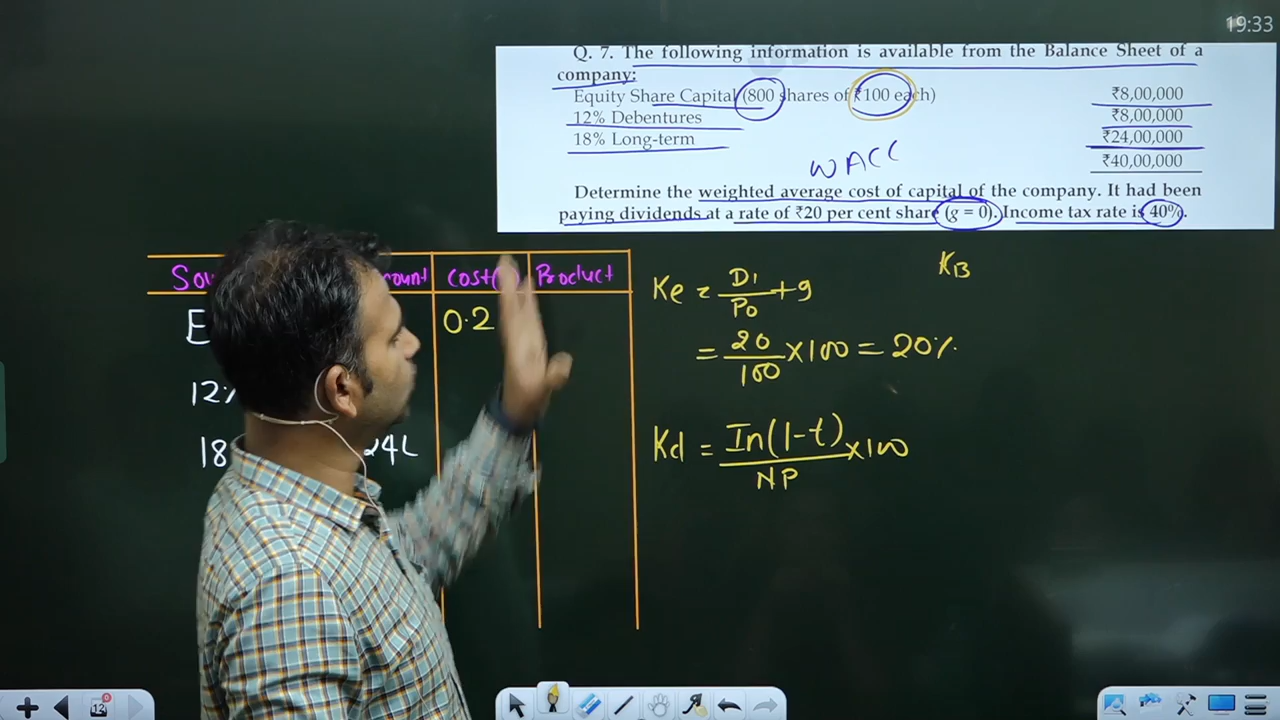 19:33
Q. 7. The following information is available from the Balance Sheet of a
company:
Equity Share Capital (800 shares of ₹100 each) ₹8,00,000
12% Debentures ₹8,00,000
18% Long-term ₹24,00,000
₹40,00,000
WACC
Determine the weighted average cost of capital of the company. It had been
paying dividends at a rate of ₹20 per cent share (g = 0). Income tax rate is 40%.
Cost( Product
0.2
12%
18
24L
Ke = D1/P0 + g
= 20/100 × 100 = 20%
KB
Kd = In(1-t)/NP × 100
12